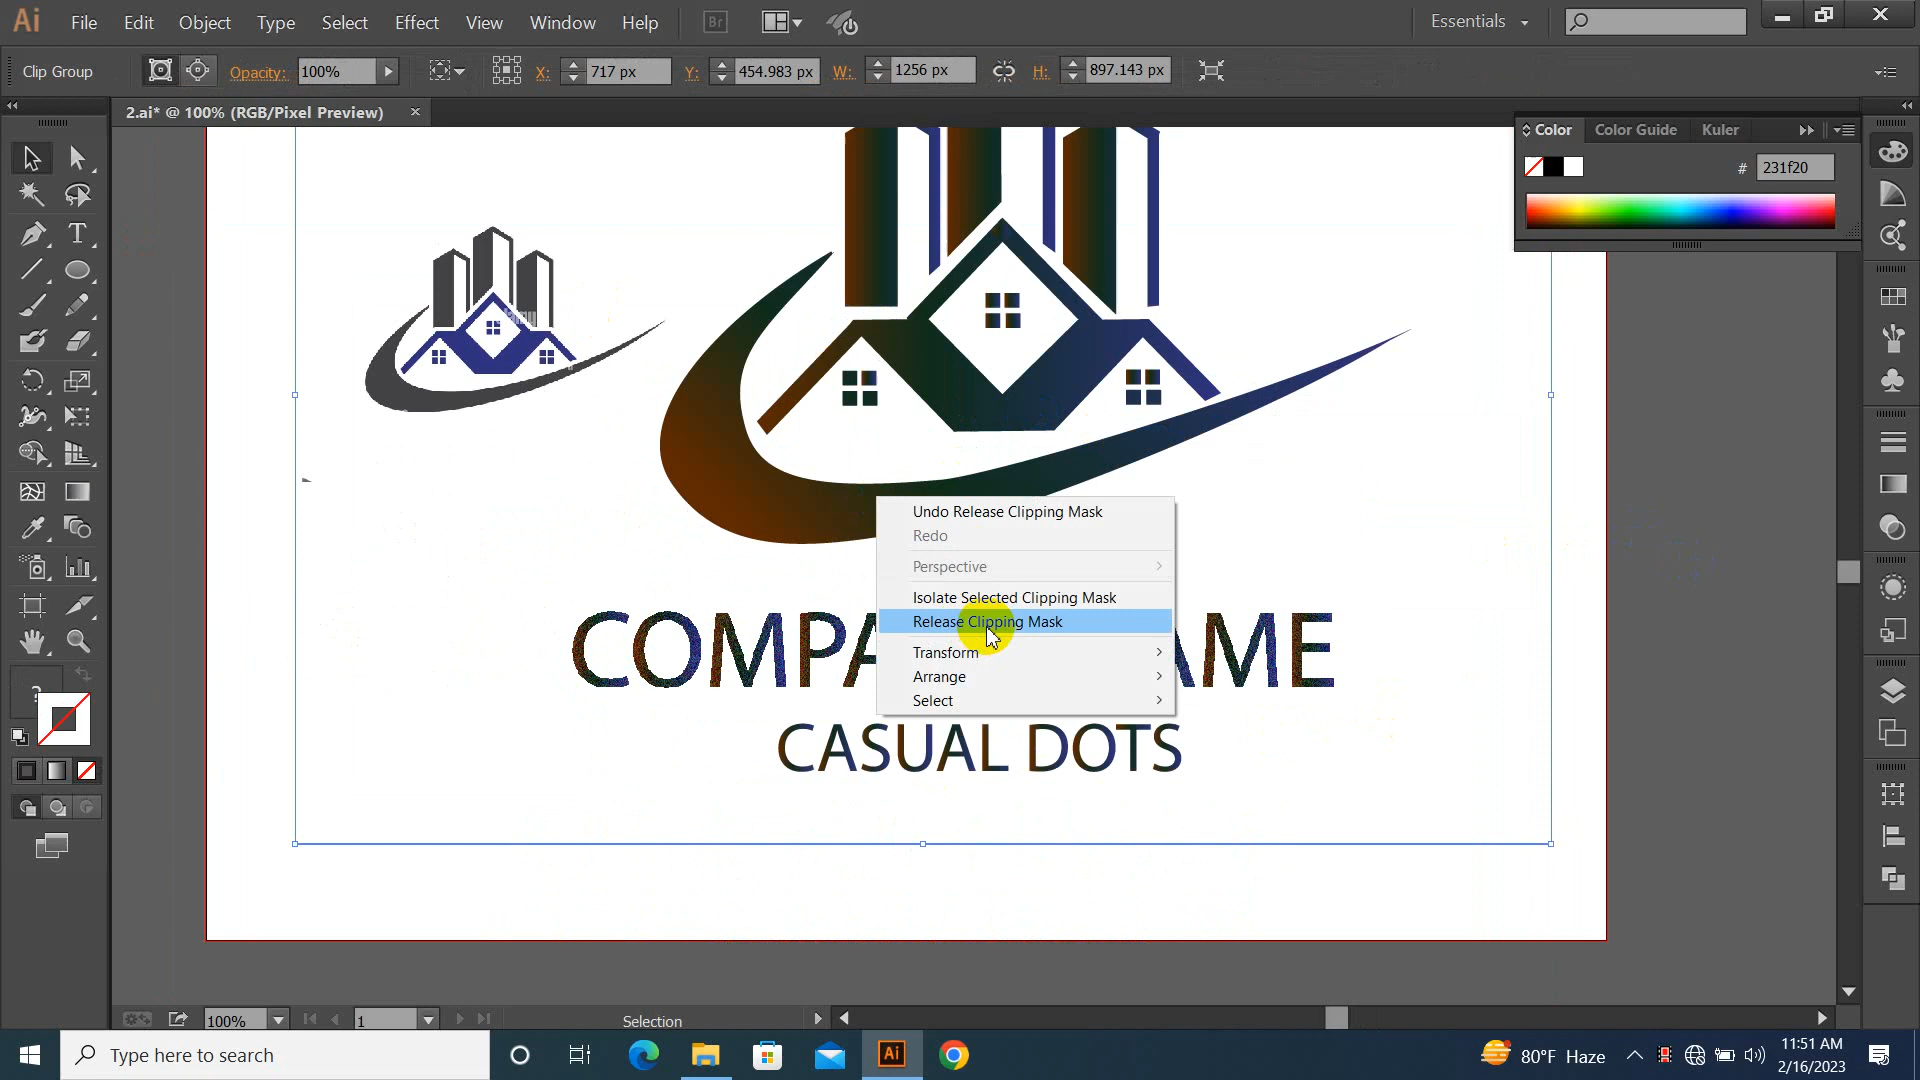 Ai File Edit Object Type Select Effect View Window Help Br Essentials
Clip Group Opacity: 100% X: 717 px Y: 454.983 px W: 1256 px H: 897.143 px
2.ai* @ 100% (RGB/Pixel Preview)
Color Color Guide Kuler
# 231f20
Undo Release Clipping Mask
Redo
Perspective
Isolate Selected Clipping Mask
Release Clipping Mask
Transform
Arrange
Select
COMPA AME
CASUAL DOTS
?
100% 1 Selection
Type here to search
Ai
80°F Haze
11:51 AM
2/16/2023